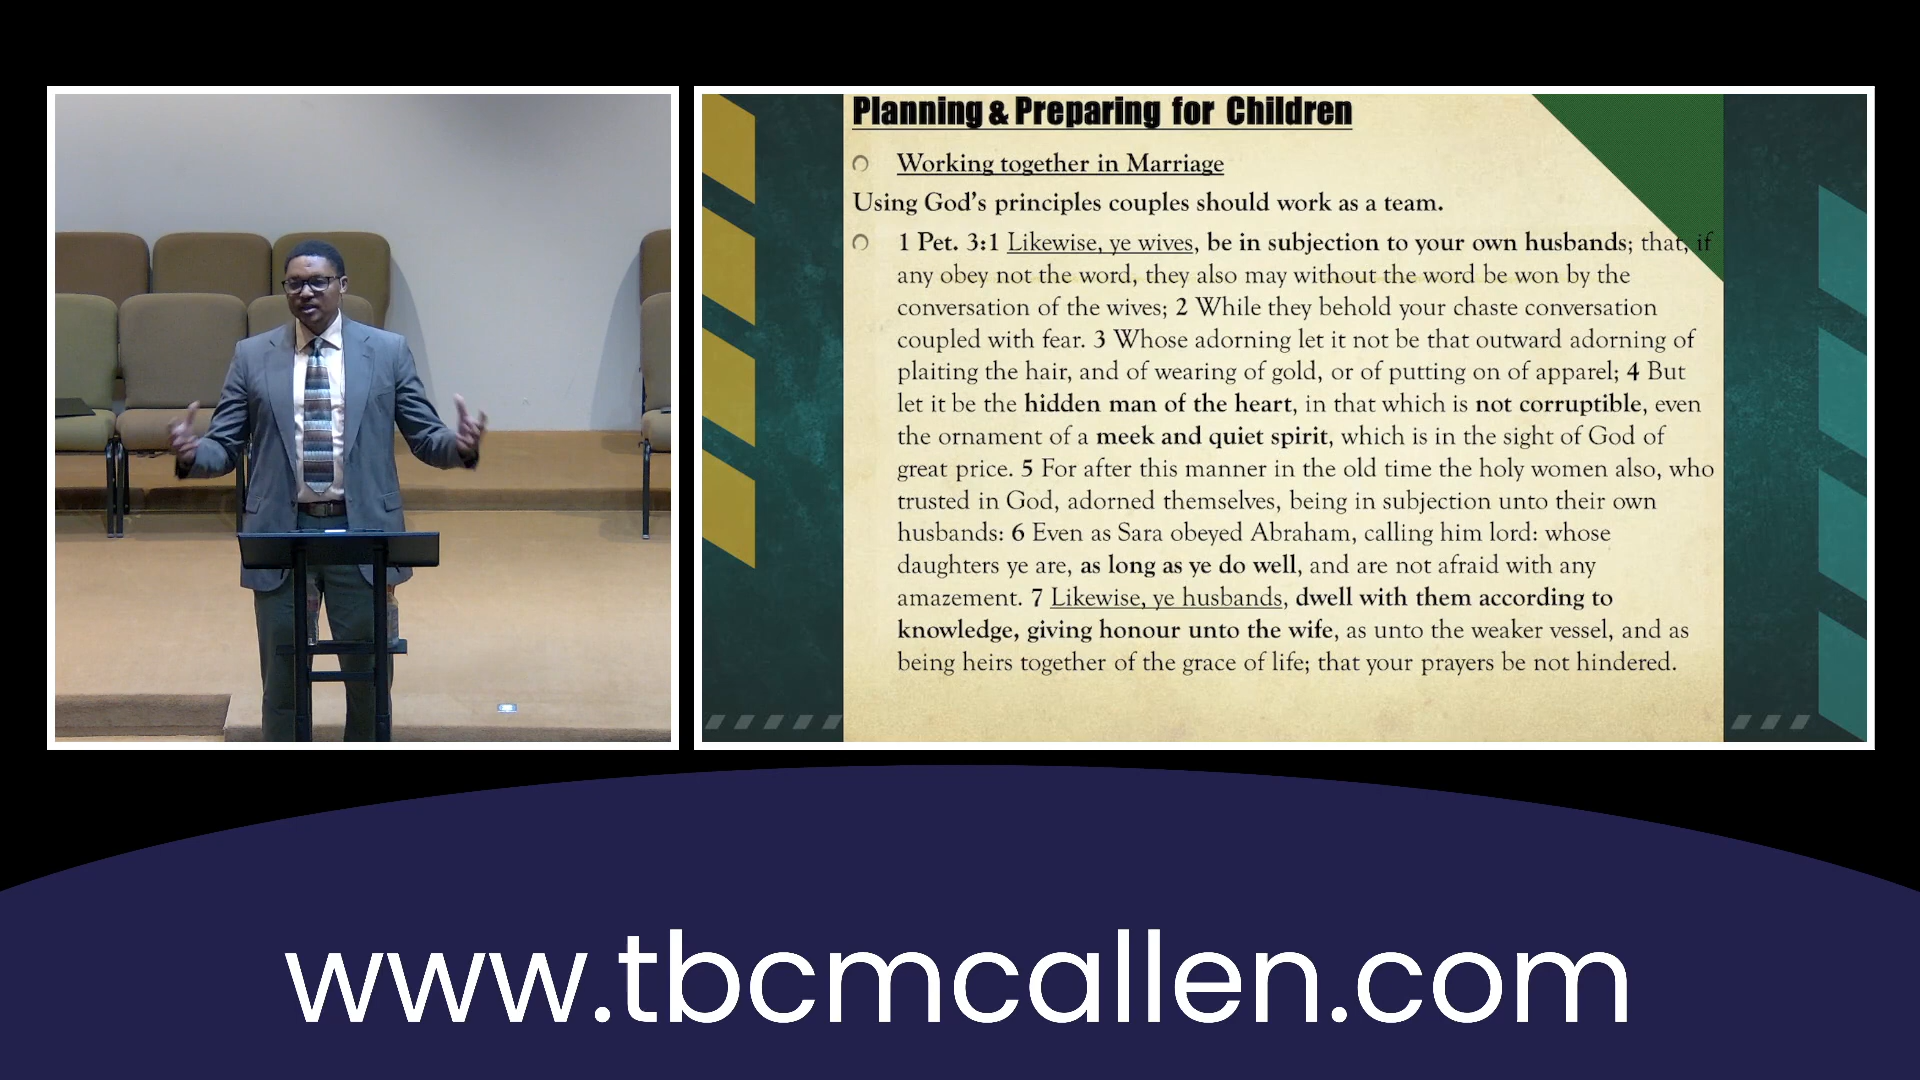 Planning & Preparing for Children
Working together in Marriage
Using God's principles couples should work as a team.
1 Pet. 3:1 Likewise, ye wives, be in subjection to your own husbands; that, if
any obey not the word, they also may without the word be won by the
conversation of the wives; 2 While they behold your chaste conversation
coupled with fear. 3 Whose adorning let it not be that outward adorning of
plaiting the hair, and of wearing of gold, or of putting on of apparel; 4 But
let it be the hidden man of the heart, in that which is not corruptible, even
the ornament of a meek and quiet spirit, which is in the sight of God of
great price. 5 For after this manner in the old time the holy women also, who
trusted in God, adorned themselves, being in subjection unto their own
husbands: 6 Even as Sara obeyed Abraham, calling him lord: whose
daughters ye are, as long as ye do well, and are not afraid with any
amazement. 7 Likewise, ye husbands, dwell with them according to
knowledge, giving honour unto the wife, as unto the weaker vessel, and as
being heirs together of the grace of life; that your prayers be not hindered.
www.tbcmcallen.com